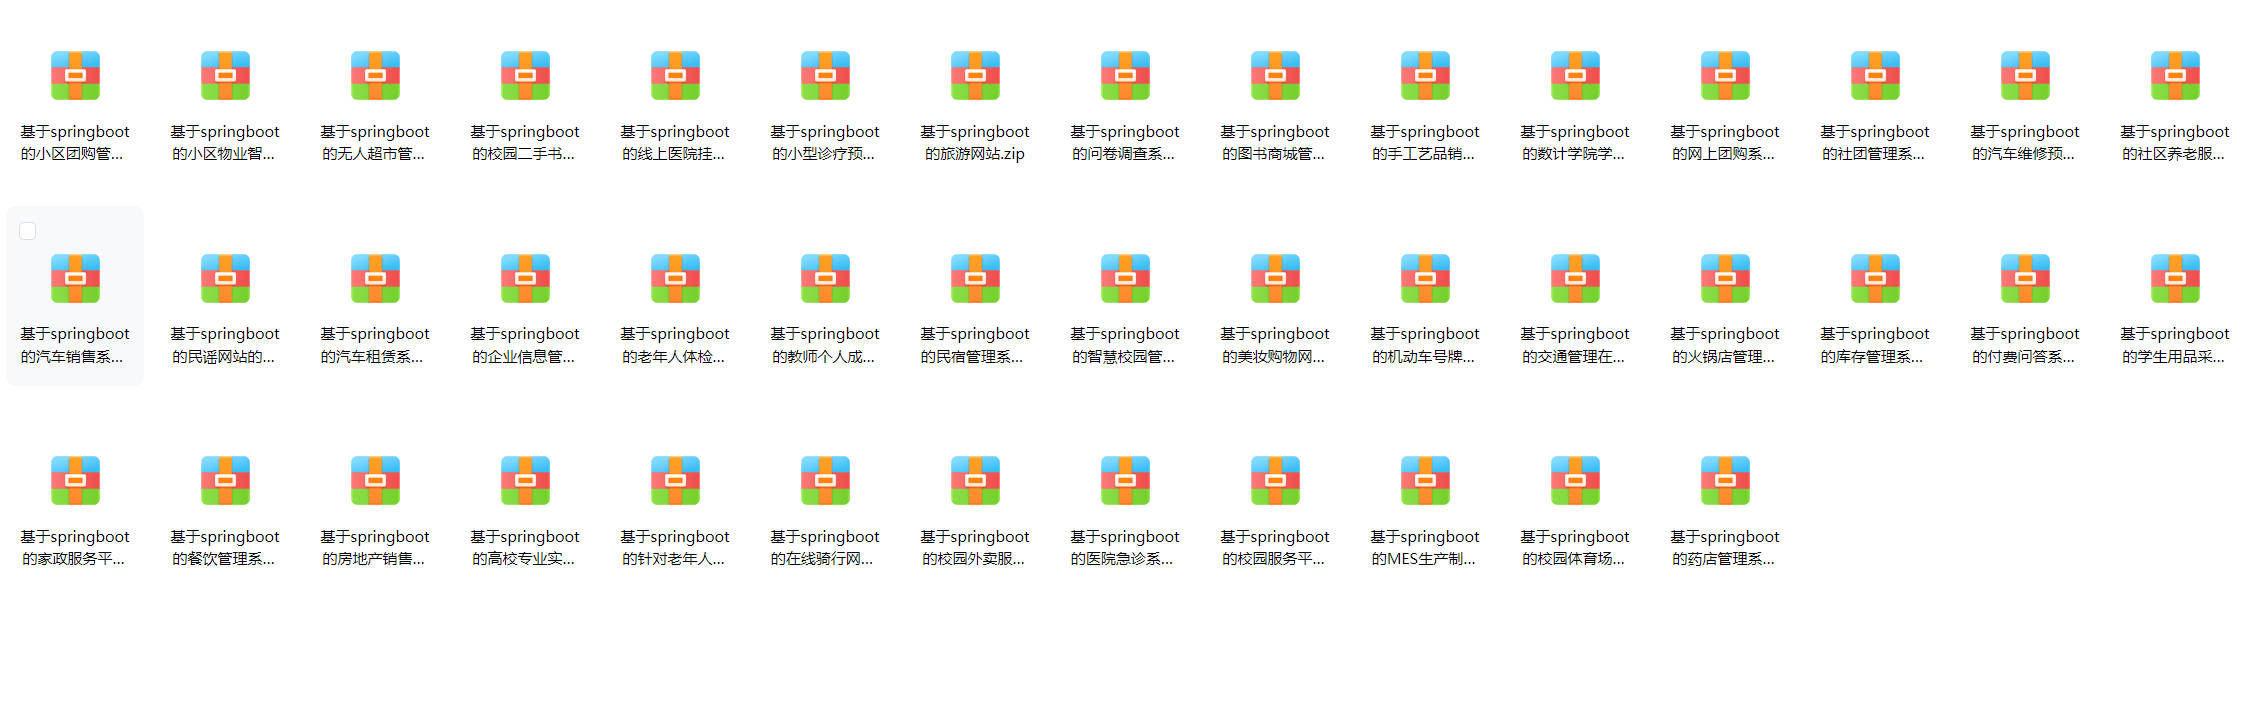 基于springboot
的小区团购管...
基于springboot
的小区物业智...
基于springboot
的无人超市管...
基于springboot
的校园二手书...
基于springboot
的线上医院挂...
基于springboot
的小型诊疗预...
基于springboot
的旅游网站.zip
基于springboot
的问卷调查系...
基于springboot
的图书商城管...
基于springboot
的手工艺品销...
基于springboot
的数计学院学...
基于springboot
的网上团购系...
基于springboot
的社团管理系...
基于springboot
的汽车维修预...
基于springboot
的社区养老服...
基于springboot
的汽车销售系...
基于springboot
的民谣网站的...
基于springboot
的汽车租赁系...
基于springboot
的企业信息管...
基于springboot
的老年人体检...
基于springboot
的教师个人成...
基于springboot
的民宿管理系...
基于springboot
的智慧校园管...
基于springboot
的美妆购物网...
基于springboot
的机动车号牌...
基于springboot
的交通管理在...
基于springboot
的火锅店管理...
基于springboot
的库存管理系...
基于springboot
的付费问答系...
基于springboot
的学生用品采...
基于springboot
的家政服务平...
基于springboot
的餐饮管理系...
基于springboot
的房地产销售...
基于springboot
的高校专业实...
基于springboot
的针对老年人...
基于springboot
的在线骑行网...
基于springboot
的校园外卖服...
基于springboot
的医院急诊系...
基于springboot
的校园服务平...
基于springboot
的MES生产制...
基于springboot
的校园体育场...
基于springboot
的药店管理系...